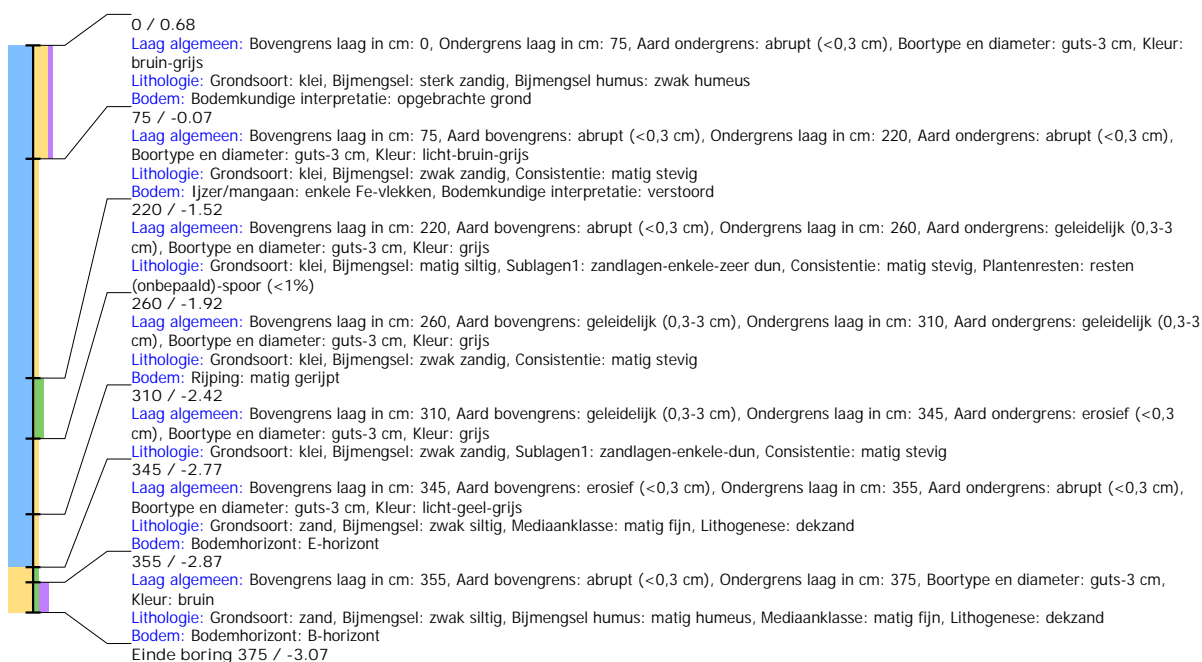 0 / 0.68
Laag algemeen: Bovengrens laag in cm: 0, Ondergrens laag in cm: 75, Aard ondergrens: abrupt (<0,3 cm), Boortype en diameter: guts-3 cm, Kleur:
bruin-grijs
Lithologie: Grondsoort: klei, Bijmengsel: sterk zandig, Bijmengsel humus: zwak humeus
Bodem: Bodemkundige interpretatie: opgebrachte grond
75 / -0.07
Laag algemeen: Bovengrens laag in cm: 75, Aard bovengrens: abrupt (<0,3 cm), Ondergrens laag in cm: 220, Aard ondergrens: abrupt (<0,3 cm),
Boortype en diameter: guts-3 cm, Kleur: licht-bruin-grijs
Lithologie: Grondsoort: klei, Bijmengsel: zwak zandig, Consistentie: matig stevig
Bodem: Ijzer/mangaan: enkele Fe-vlekken, Bodemkundige interpretatie: verstoord
220 / -1.52
Laag algemeen: Bovengrens laag in cm: 220, Aard bovengrens: abrupt (<0,3 cm), Ondergrens laag in cm: 260, Aard ondergrens: geleidelijk (0,3-3
cm), Boortype en diameter: guts-3 cm, Kleur: grijs
Lithologie: Grondsoort: klei, Bijmengsel: matig siltig, Sublagen1: zandlagen-enkele-zeer dun, Consistentie: matig stevig, Plantenresten: resten
(onbepaald)-spoor (<1%)
260 / -1.92
Laag algemeen: Bovengrens laag in cm: 260, Aard bovengrens: geleidelijk (0,3-3 cm), Ondergrens laag in cm: 310, Aard ondergrens: geleidelijk (0,3-3
cm), Boortype en diameter: guts-3 cm, Kleur: grijs
Lithologie: Grondsoort: klei, Bijmengsel: zwak zandig, Consistentie: matig stevig
Bodem: Rijping: matig gerijpt
310 / -2.42
Laag algemeen: Bovengrens laag in cm: 310, Aard bovengrens: geleidelijk (0,3-3 cm), Ondergrens laag in cm: 345, Aard ondergrens: erosief (<0,3
cm), Boortype en diameter: guts-3 cm, Kleur: grijs
Lithologie: Grondsoort: klei, Bijmengsel: zwak zandig, Sublagen1: zandlagen-enkele-dun, Consistentie: matig stevig
345 / -2.77
Laag algemeen: Bovengrens laag in cm: 345, Aard bovengrens: erosief (<0,3 cm), Ondergrens laag in cm: 355, Aard ondergrens: abrupt (<0,3 cm),
Boortype en diameter: guts-3 cm, Kleur: licht-geel-grijs
Lithologie: Grondsoort: zand, Bijmengsel: zwak siltig, Mediaanklasse: matig fijn, Lithogenese: dekzand
Bodem: Bodemhorizont: E-horizont
355 / -2.87
Laag algemeen: Bovengrens laag in cm: 355, Aard bovengrens: abrupt (<0,3 cm), Ondergrens laag in cm: 375, Boortype en diameter: guts-3 cm,
Kleur: bruin
Lithologie: Grondsoort: zand, Bijmengsel: zwak siltig, Bijmengsel humus: matig humeus, Mediaanklasse: matig fijn, Lithogenese: dekzand
Bodem: Bodemhorizont: B-horizont
Einde boring 375 / -3.07